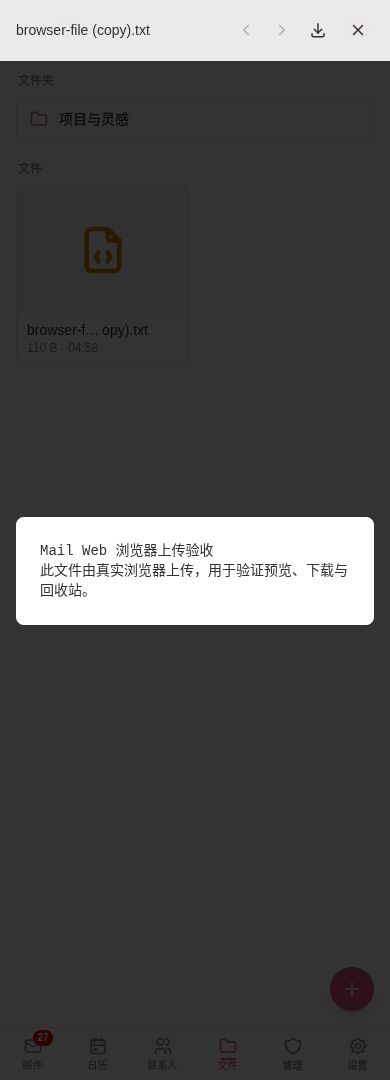 browser-file (copy).txt
文件夹
项目与灵感
文件
browser-f… opy).txt
110 B · 04:58
Mail Web 浏览器上传验收
此文件由真实浏览器上传，用于验证预览、下载与
回收站。
27
邮件
日历
联系人
文件
管理
设置